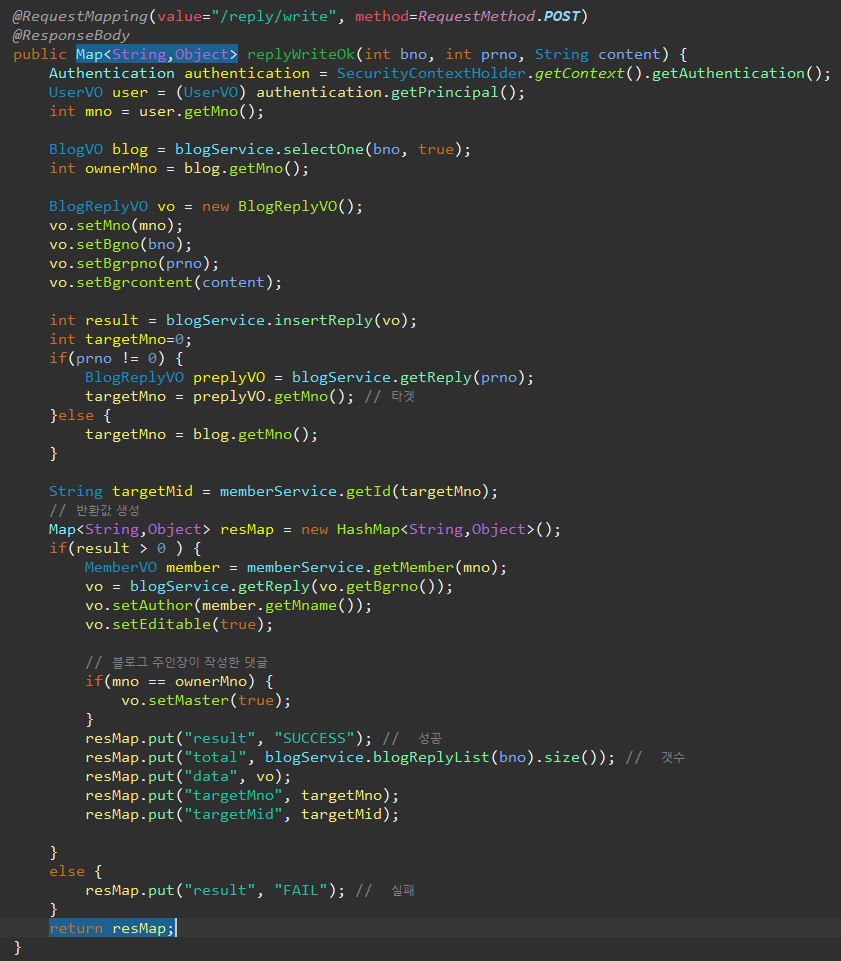 @RequestMapping(value="/reply/write", method=RequestMethod.POST)
@ResponseBody
public Map<String,Object> replyWriteOk(int bno, int prno, String content) {
Authentication authentication = SecurityContextHolder.getContext().getAuthentication();
UserVO user = (UserVO) authentication.getPrincipal();
int mno = user.getMno();
BlogVO blog = blogService.selectOne(bno, true);
int ownerMno = blog.getMno();
BlogReplyVO vo = new BlogReplyVO();
vo.setMno(mno);
vo.setBgno(bno);
vo.setBgrpno(prno);
vo.setBgrcontent(content);
int result = blogService.insertReply(vo);
int targetMno=0;
if(prno != 0) {
BlogReplyVO preplyVO = blogService.getReply(prno);
targetMno = preplyVO.getMno(); // 타겟
}else {
targetMno = blog.getMno();
}
String targetMid = memberService.getId(targetMno);
// 반환값 생성
Map<String,Object> resMap = new HashMap<String,Object>();
if(result > 0 ) {
MemberVO member = memberService.getMember(mno);
vo = blogService.getReply(vo.getBgrno());
vo.setAuthor(member.getMname());
vo.setEditable(true);
// 블로그 주인장이 작성한 댓글
if(mno == ownerMno) {
vo.setMaster(true);
}
resMap.put("result", "SUCCESS"); // 성공
resMap.put("total", blogService.blogReplyList(bno).size()); // 갯수
resMap.put("data", vo);
resMap.put("targetMno", targetMno);
resMap.put("targetMid", targetMid);
}
else {
resMap.put("result", "FAIL"); // 실패
}
return resMap;
}